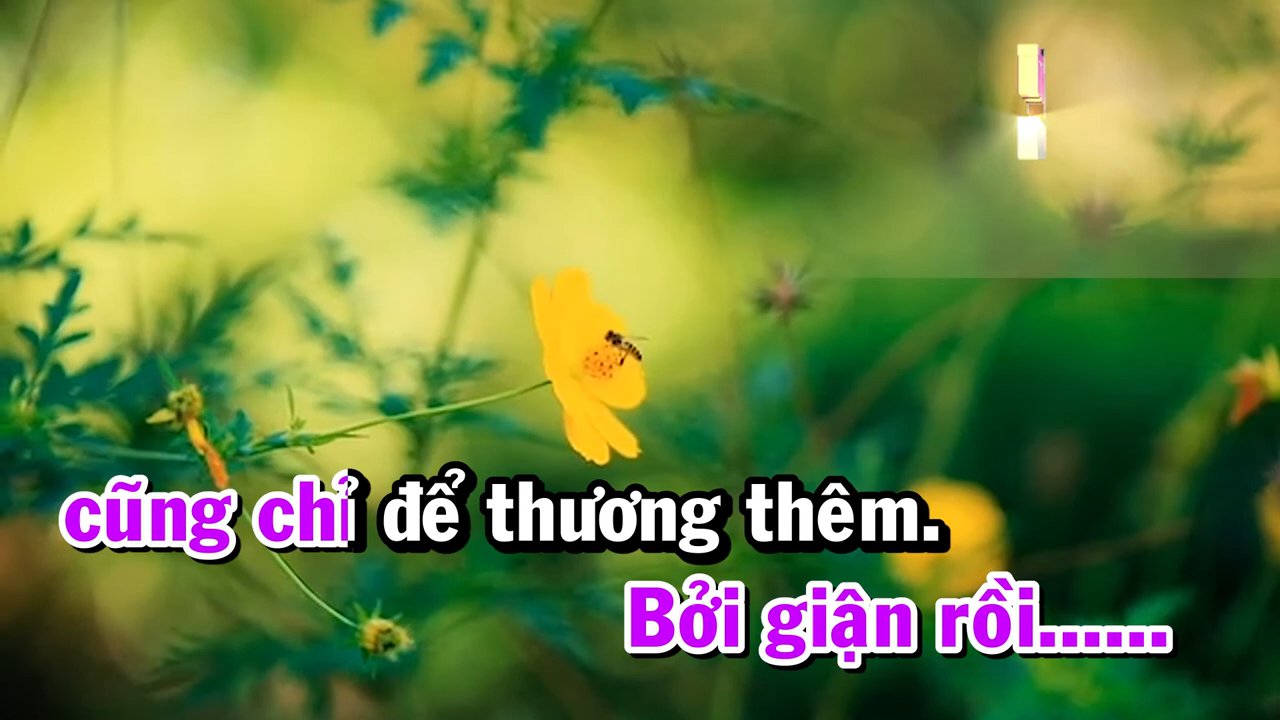 cũng chỉ để thương thêm.
Bởi giận rồi......